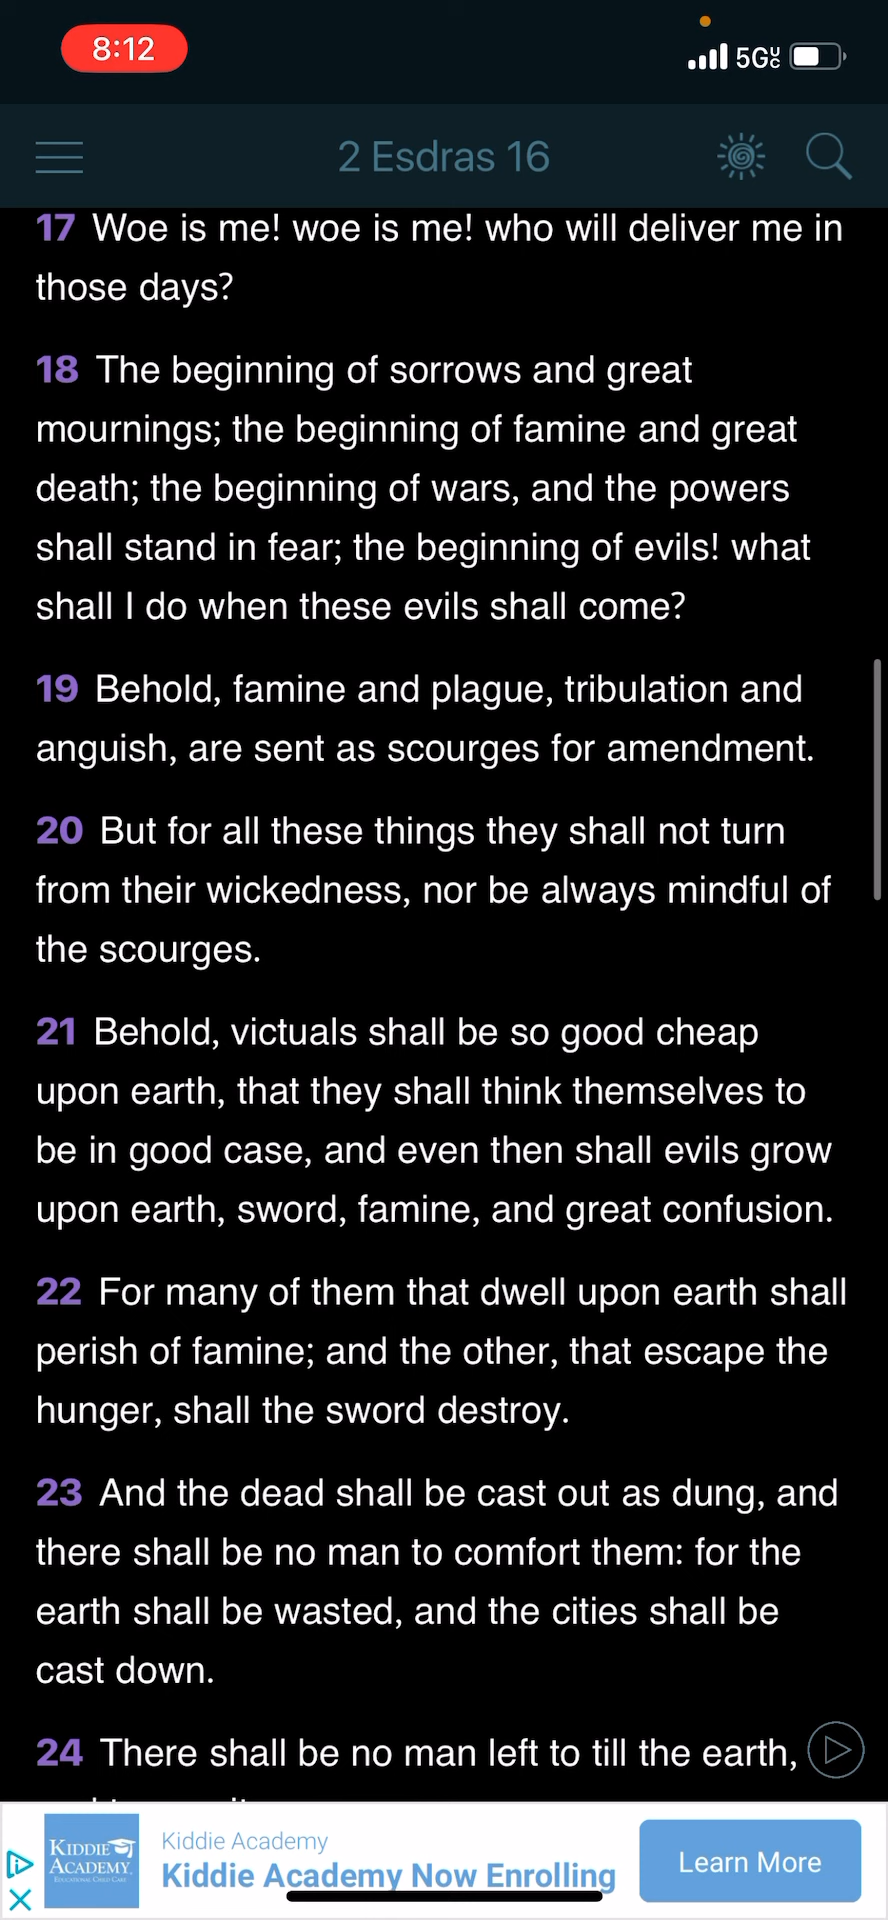 8:12
5G
2 Esdras 16
17 Woe is me! woe is me! who will deliver me in
those days?
18 The beginning of sorrows and great
mournings; the beginning of famine and great
death; the beginning of wars, and the powers
shall stand in fear; the beginning of evils! what
shall I do when these evils shall come?
19 Behold, famine and plague, tribulation and
anguish, are sent as scourges for amendment.
20 But for all these things they shall not turn
from their wickedness, nor be always mindful of
the scourges.
21 Behold, victuals shall be so good cheap
upon earth, that they shall think themselves to
be in good case, and even then shall evils grow
upon earth, sword, famine, and great confusion.
22 For many of them that dwell upon earth shall
perish of famine; and the other, that escape the
hunger, shall the sword destroy.
23 And the dead shall be cast out as dung, and
there shall be no man to comfort them: for the
earth shall be wasted, and the cities shall be
cast down.
24 There shall be no man left to till the earth,
KIDDIE
ACADEMY
EDUCATIONAL CHILD CARE
Kiddie Academy
Kiddie Academy Now Enrolling
Learn More